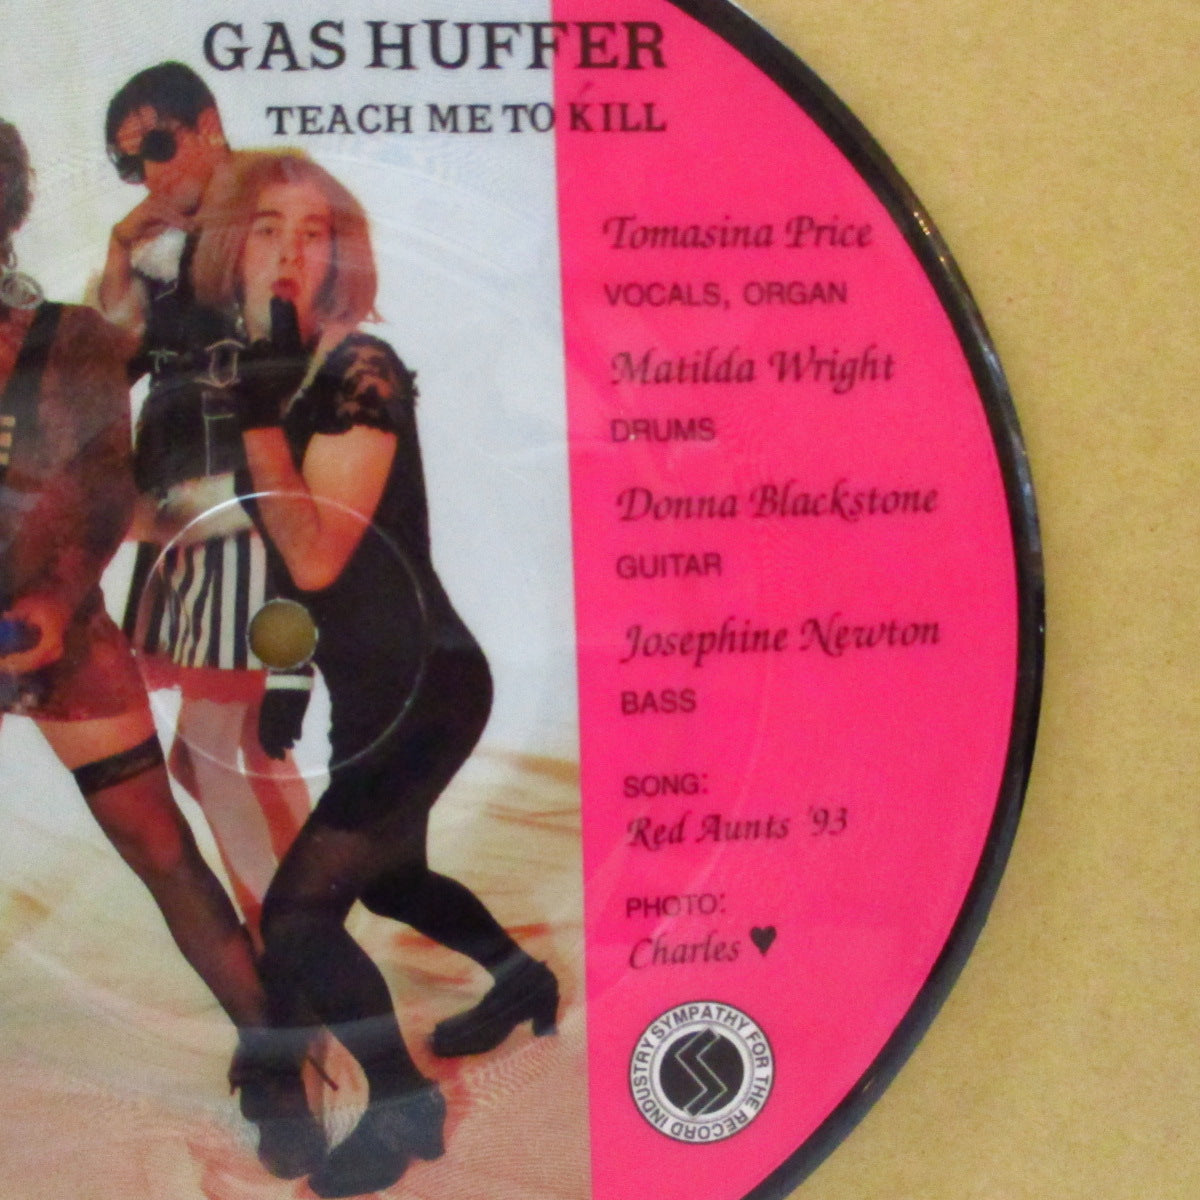 GAS HUFFER
TEACH ME TO KILL
Tomasina Price
VOCALS, ORGAN
Matilda Wright
DRUMS
Donna Blackstone
GUITAR
Josephine Newton
BASS
SONG:
Red Aunts '93
PHOTO:
Charles ♥
SYMPATHY FOR THE RECORD INDUSTRY